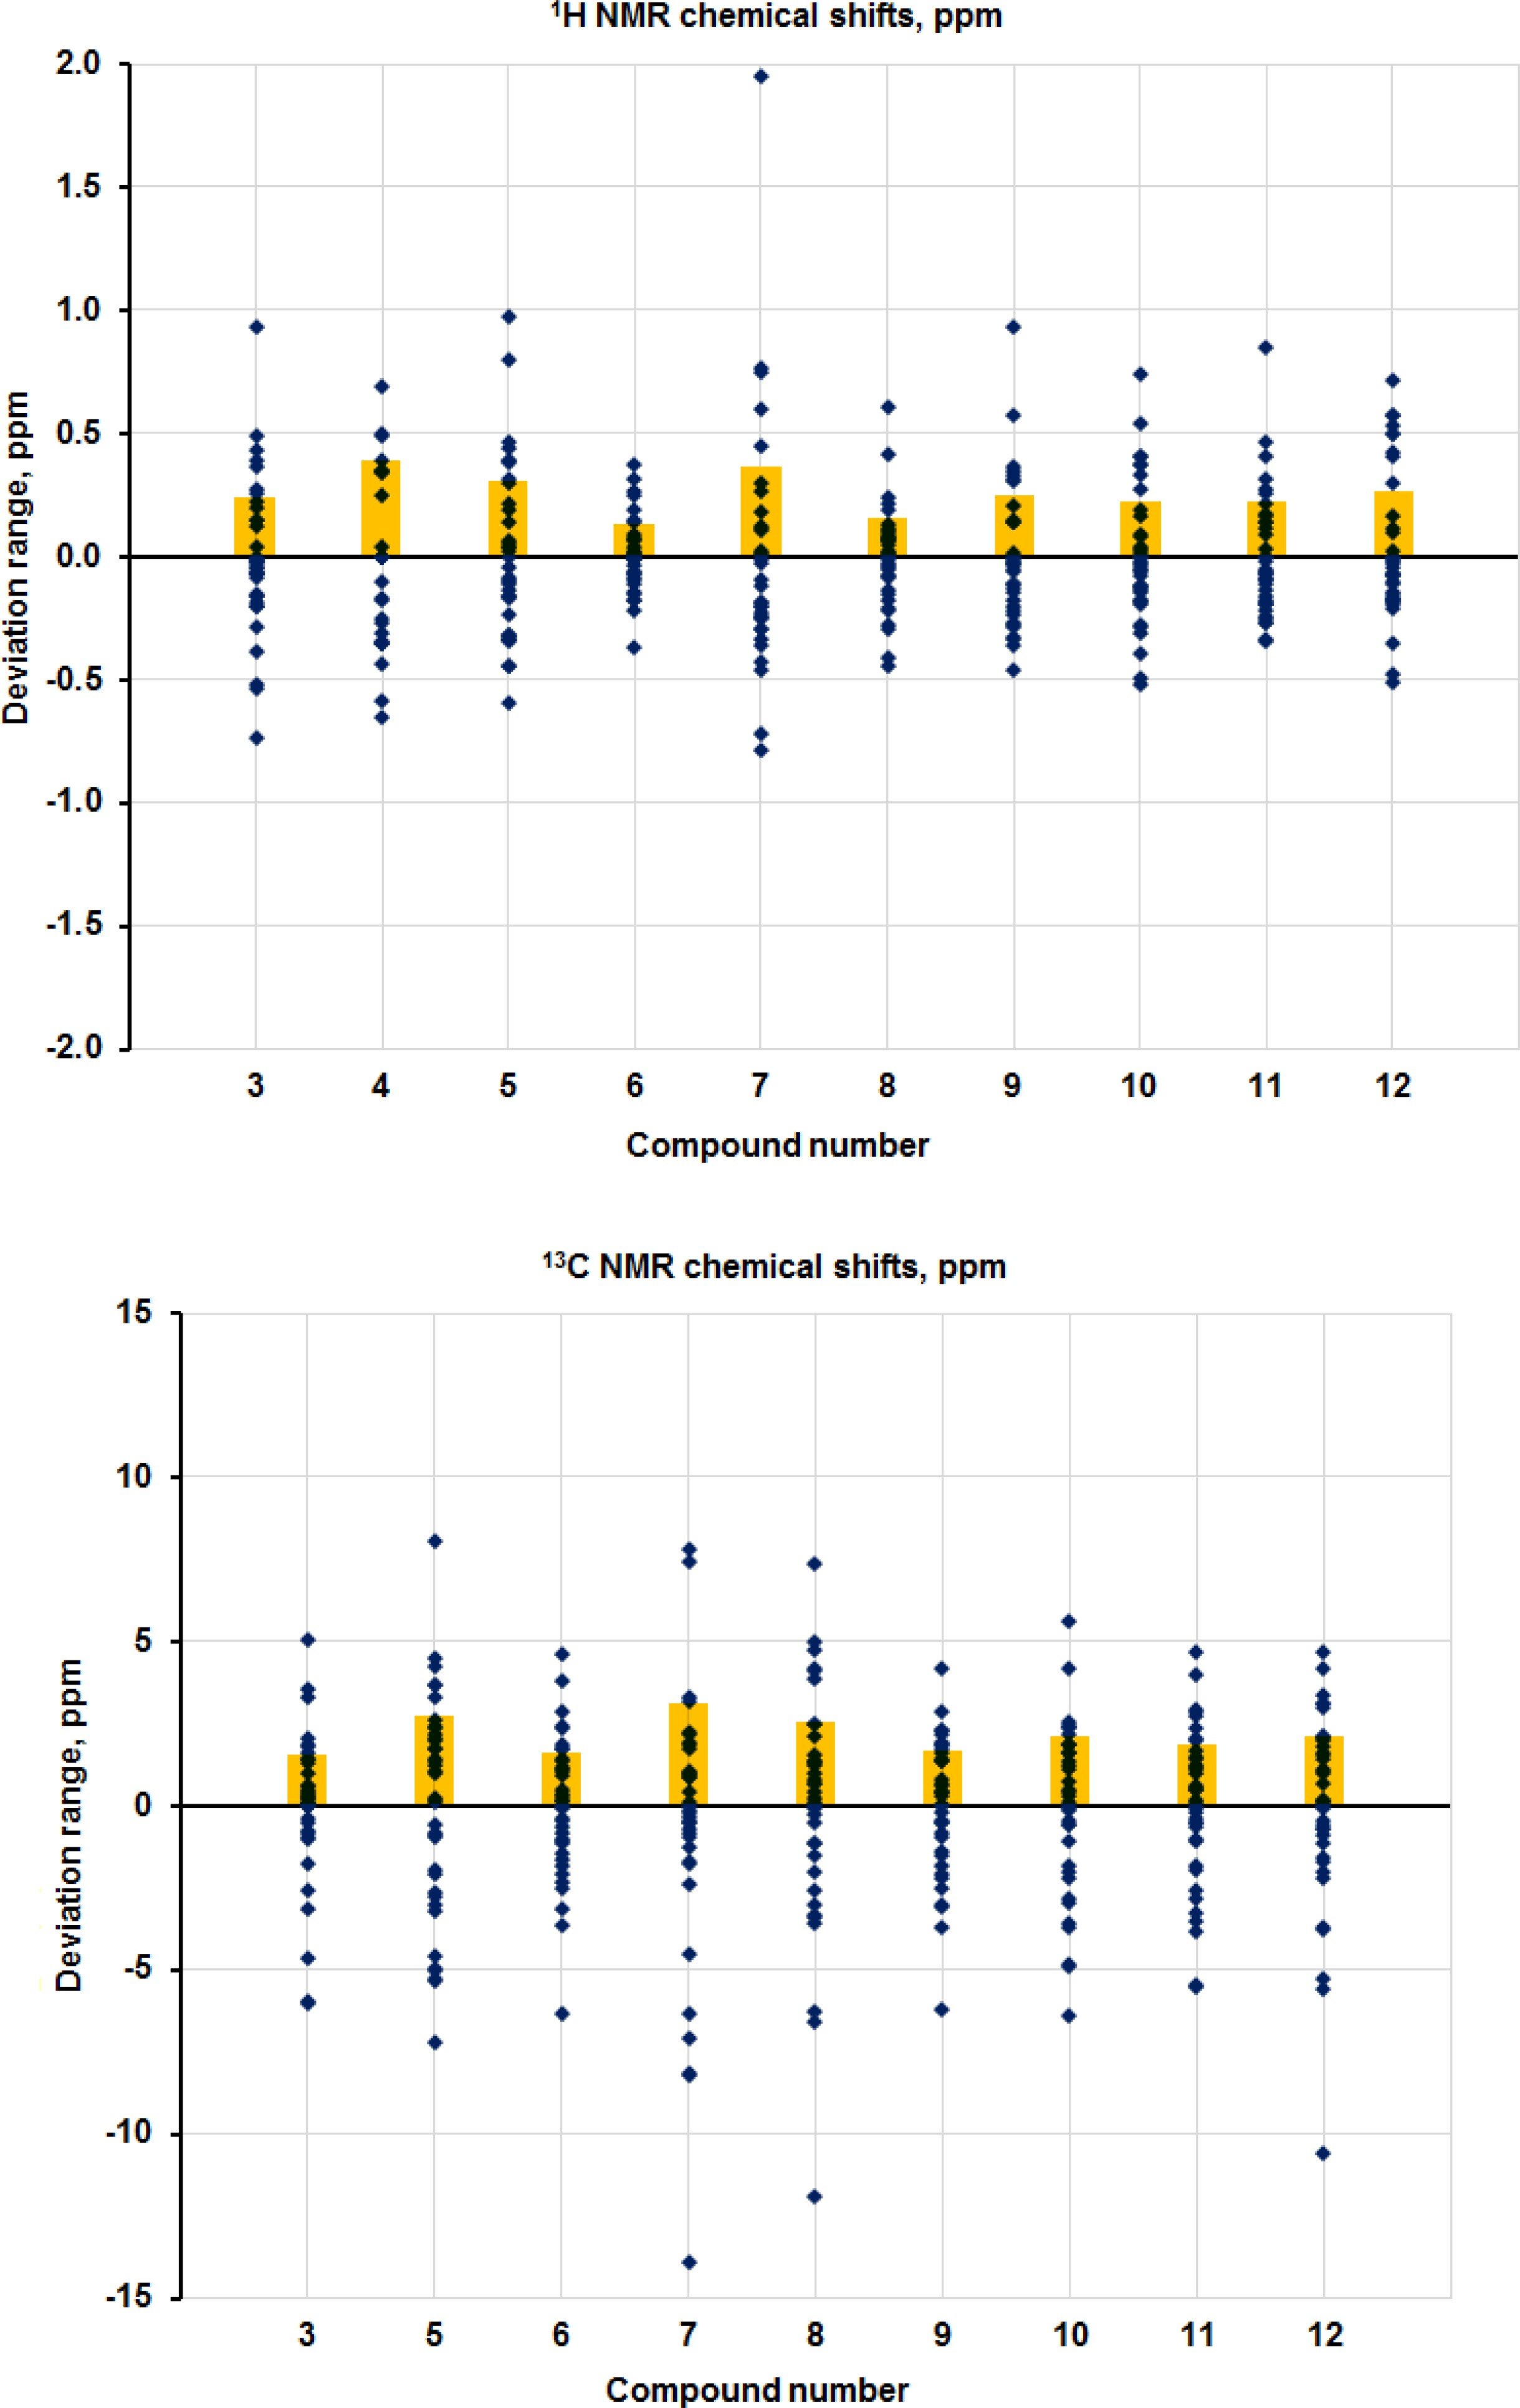 ¹H NMR chemical shifts, ppm
2.0
1.5
1.0
0.5
0.0
-0.5
-1.0
-1.5
-2.0
Deviation range, ppm
3 4 5 6 7 8 9 10 11 12
Compound number
¹³C NMR chemical shifts, ppm
15
10
5
0
-5
-10
-15
Deviation range, ppm
3 5 6 7 8 9 10 11 12
Compound number